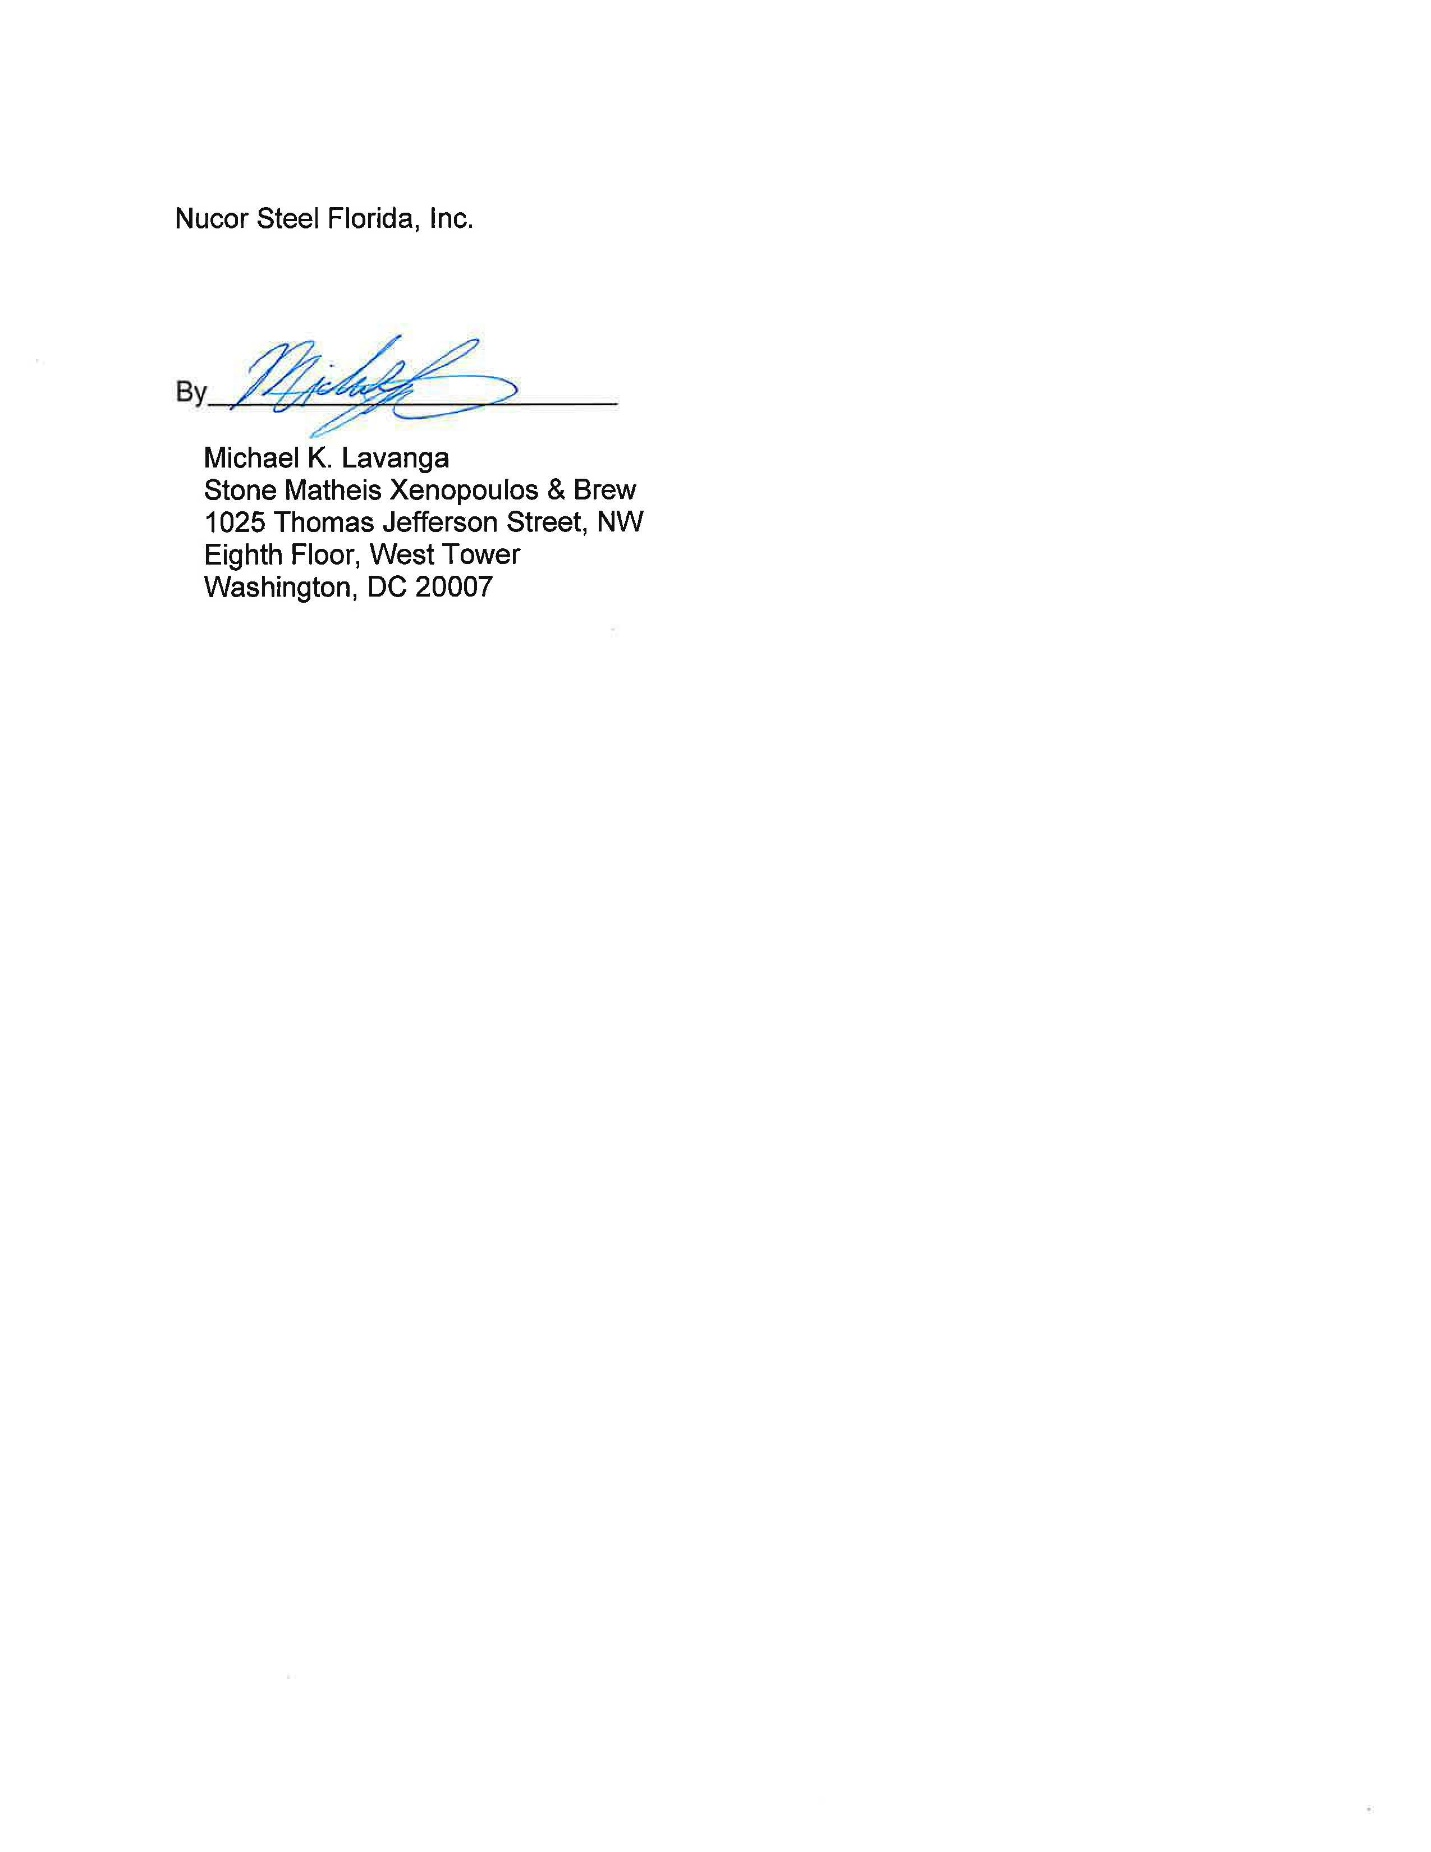 Nucor Steel Florida, Inc.
By
Michael K. Lavanga
Stone Matheis Xenopoulos & Brew
1025 Thomas Jefferson Street, NW
Eighth Floor, West Tower
Washington, DC 20007